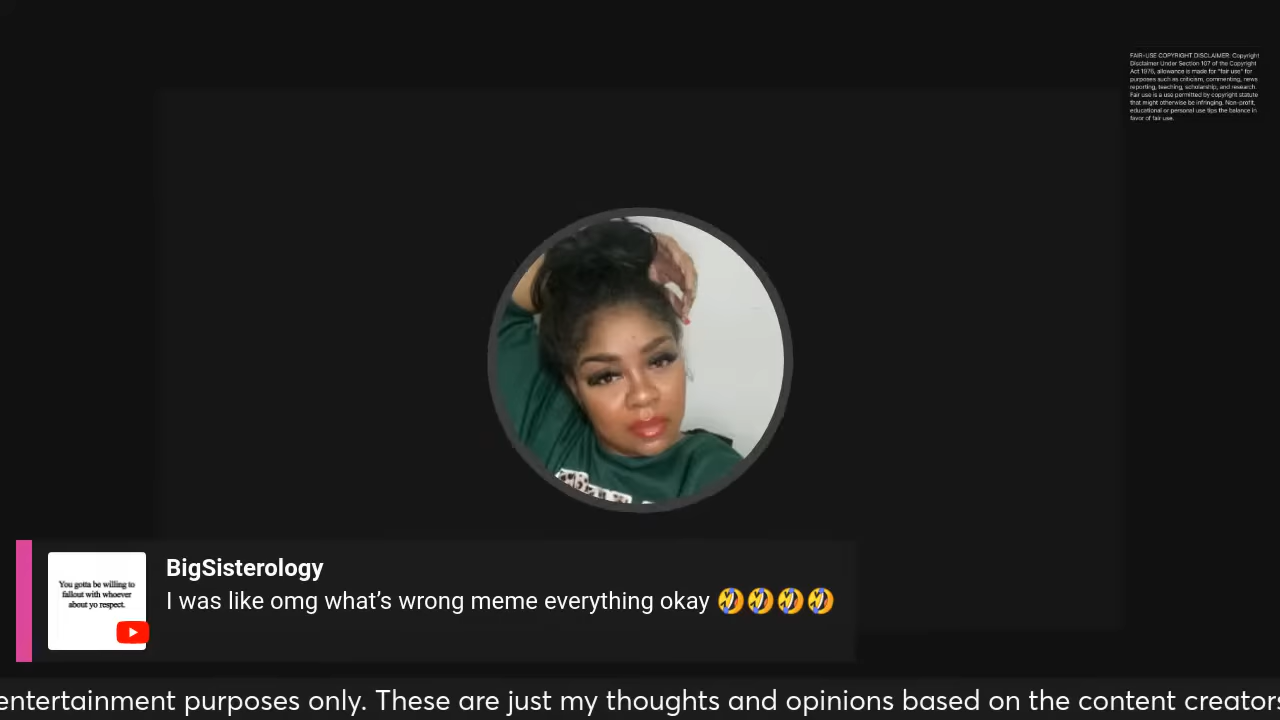 FAIR-USE COPYRIGHT DISCLAIMER: Copyright
Disclaimer Under Section 107 of the Copyright
Act 1976, allowance is made for "fair use" for
purposes such as criticism, commenting, news
reporting, teaching, scholarship, and research.
Fair use is a use permitted by copyright statute
that might otherwise be infringing. Non-profit,
educational or personal use tips the balance in
favor of fair use.
BigSisterology
I was like omg what’s wrong meme everything okay 🤣🤣🤣🤣
You gotta be willing to
fallout with whoever
about yo respect.
entertainment purposes only. These are just my thoughts and opinions based on the content creators